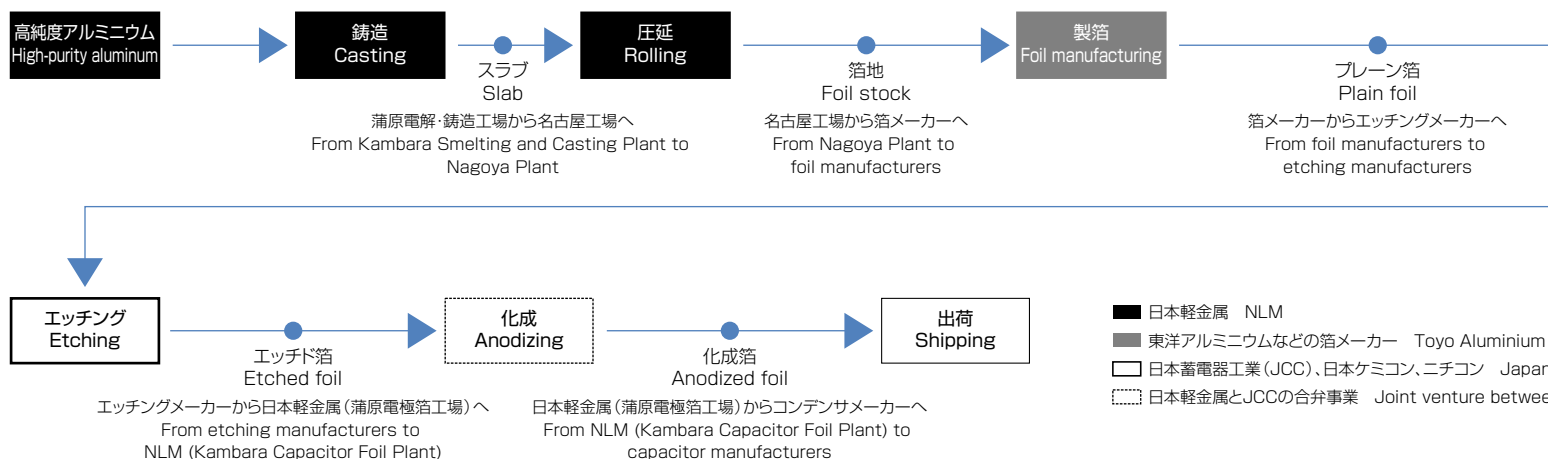 高純度アルミニウム
High-purity aluminum
鋳造
Casting
スラブ
Slab
蒲原電解・鋳造工場から名古屋工場へ
From Kambara Smelting and Casting Plant to
Nagoya Plant
圧延
Rolling
箔地
Foil stock
名古屋工場から箔メーカーへ
From Nagoya Plant to
foil manufacturers
製箔
Foil manufacturing
プレーン箔
Plain foil
箔メーカーからエッチングメーカーへ
From foil manufacturers to
etching manufacturers
エッチング
Etching
エッチド箔
Etched foil
エッチングメーカーから日本軽金属(蒲原電極箔工場)へ
From etching manufacturers to
NLM (Kambara Capacitor Foil Plant)
化成
Anodizing
化成箔
Anodized foil
日本軽金属(蒲原電極箔工場)からコンデンサメーカーへ
From NLM (Kambara Capacitor Foil Plant) to
capacitor manufacturers
出荷
Shipping
日本軽金属 NLM
東洋アルミニウムなどの箔メーカー Toyo Aluminium
日本蓄電器工業(JCC)、日本ケミコン、ニチコン Japan
日本軽金属とJCCの合弁事業 Joint venture betwee